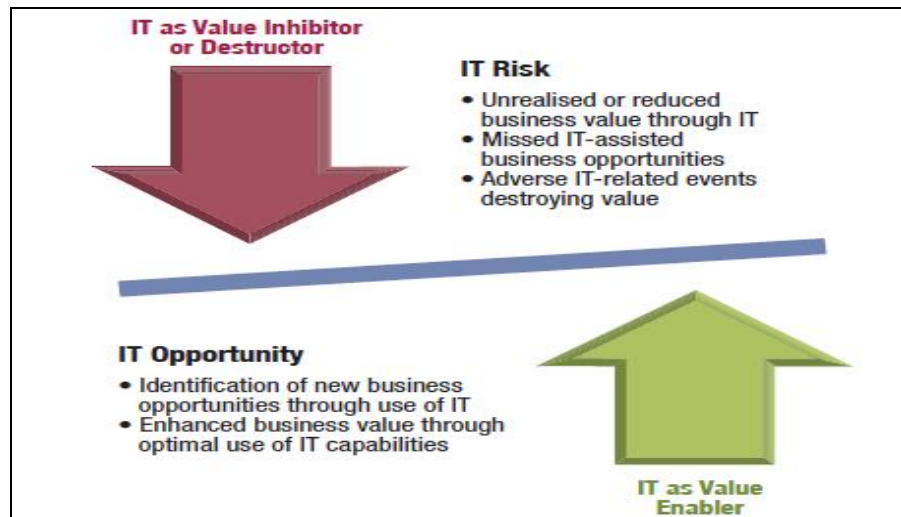 IT as Value Inhibitor
or Destructor
IT Risk
• Unrealised or reduced
business value through IT
• Missed IT-assisted
business opportunities
• Adverse IT-related events
destroying value
IT Opportunity
• Identification of new business
opportunities through use of IT
• Enhanced business value through
optimal use of IT capabilities
IT as Value
Enabler